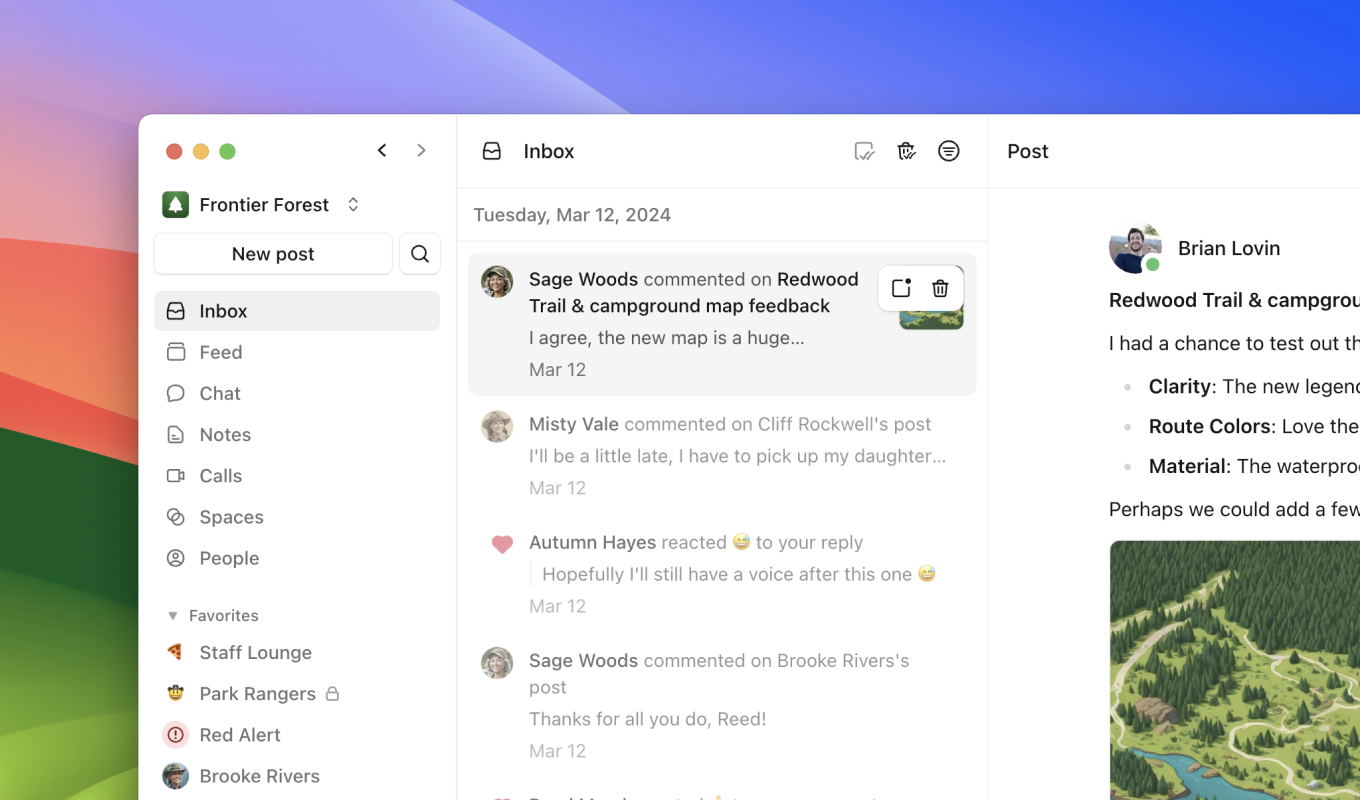 Frontier Forest
New post
Inbox
Feed
Chat
Notes
Calls
Spaces
People
Favorites
Staff Lounge
Park Rangers
Red Alert
Brooke Rivers
Inbox
Tuesday, Mar 12, 2024
Sage Woods commented on Redwood
Trail & campground map feedback
I agree, the new map is a huge...
Mar 12
Misty Vale commented on Cliff Rockwell's post
I'll be a little late, I have to pick up my daughter...
Mar 12
Autumn Hayes reacted 😅 to your reply
Hopefully I'll still have a voice after this one 😅
Mar 12
Sage Woods commented on Brooke Rivers's
post
Thanks for all you do, Reed!
Mar 12
Post
Brian Lovin
Redwood Trail &
I had a chance to test out
Clarity: The new
Route Colors: Love the
Material: The
Perhaps we could add a few